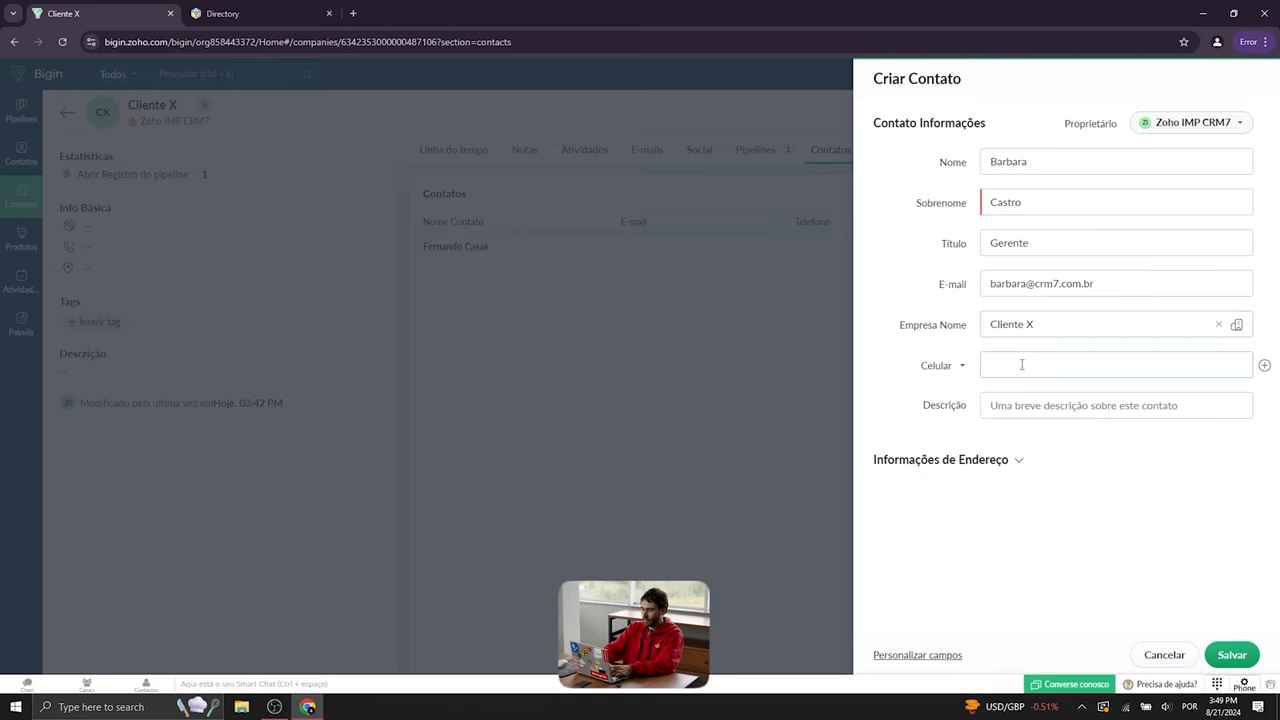 Cliente X
Directory
bigin.zoho.com/bigin/org858443372/Home#/companies/6342353000000487106?section=contacts
Error
Bigin
Todos
Pesquisar (ctrl + k)
CX
Cliente X
Zoho IMP CRM7
Pipelines
Contatos
Empresas
Produtos
Atividad...
Painéis
Estatísticas
Abrir Registro do pipeline - 1
Info Básica
--
--
--
Tags
Inserir tag
Descrição
--
Modificado pela última vez emHoje, 03:42 PM
Linha do tempo
Notas
Atividades
E-mails
Social
Pipelines 1
Contatos
Contatos
Nome Contato
E-mail
Telefone
Fernando Casas
Criar Contato
Contato Informações
Proprietário
ZI Zoho IMP CRM7
Nome
Barbara
Sobrenome
Castro
Título
Gerente
E-mail
barbara@crm7.com.br
Empresa Nome
Cliente X
Celular
Descrição
Uma breve descrição sobre este contato
Informações de Endereço
Personalizar campos
Cancelar
Salvar
Chats
Canais
Contactos
Aqui está o seu Smart Chat (Ctrl + espaço)
Converse conosco
Precisa de ajuda?
Phone
Type here to search
USD/GBP -0.51%
POR
3:49 PM
8/21/2024